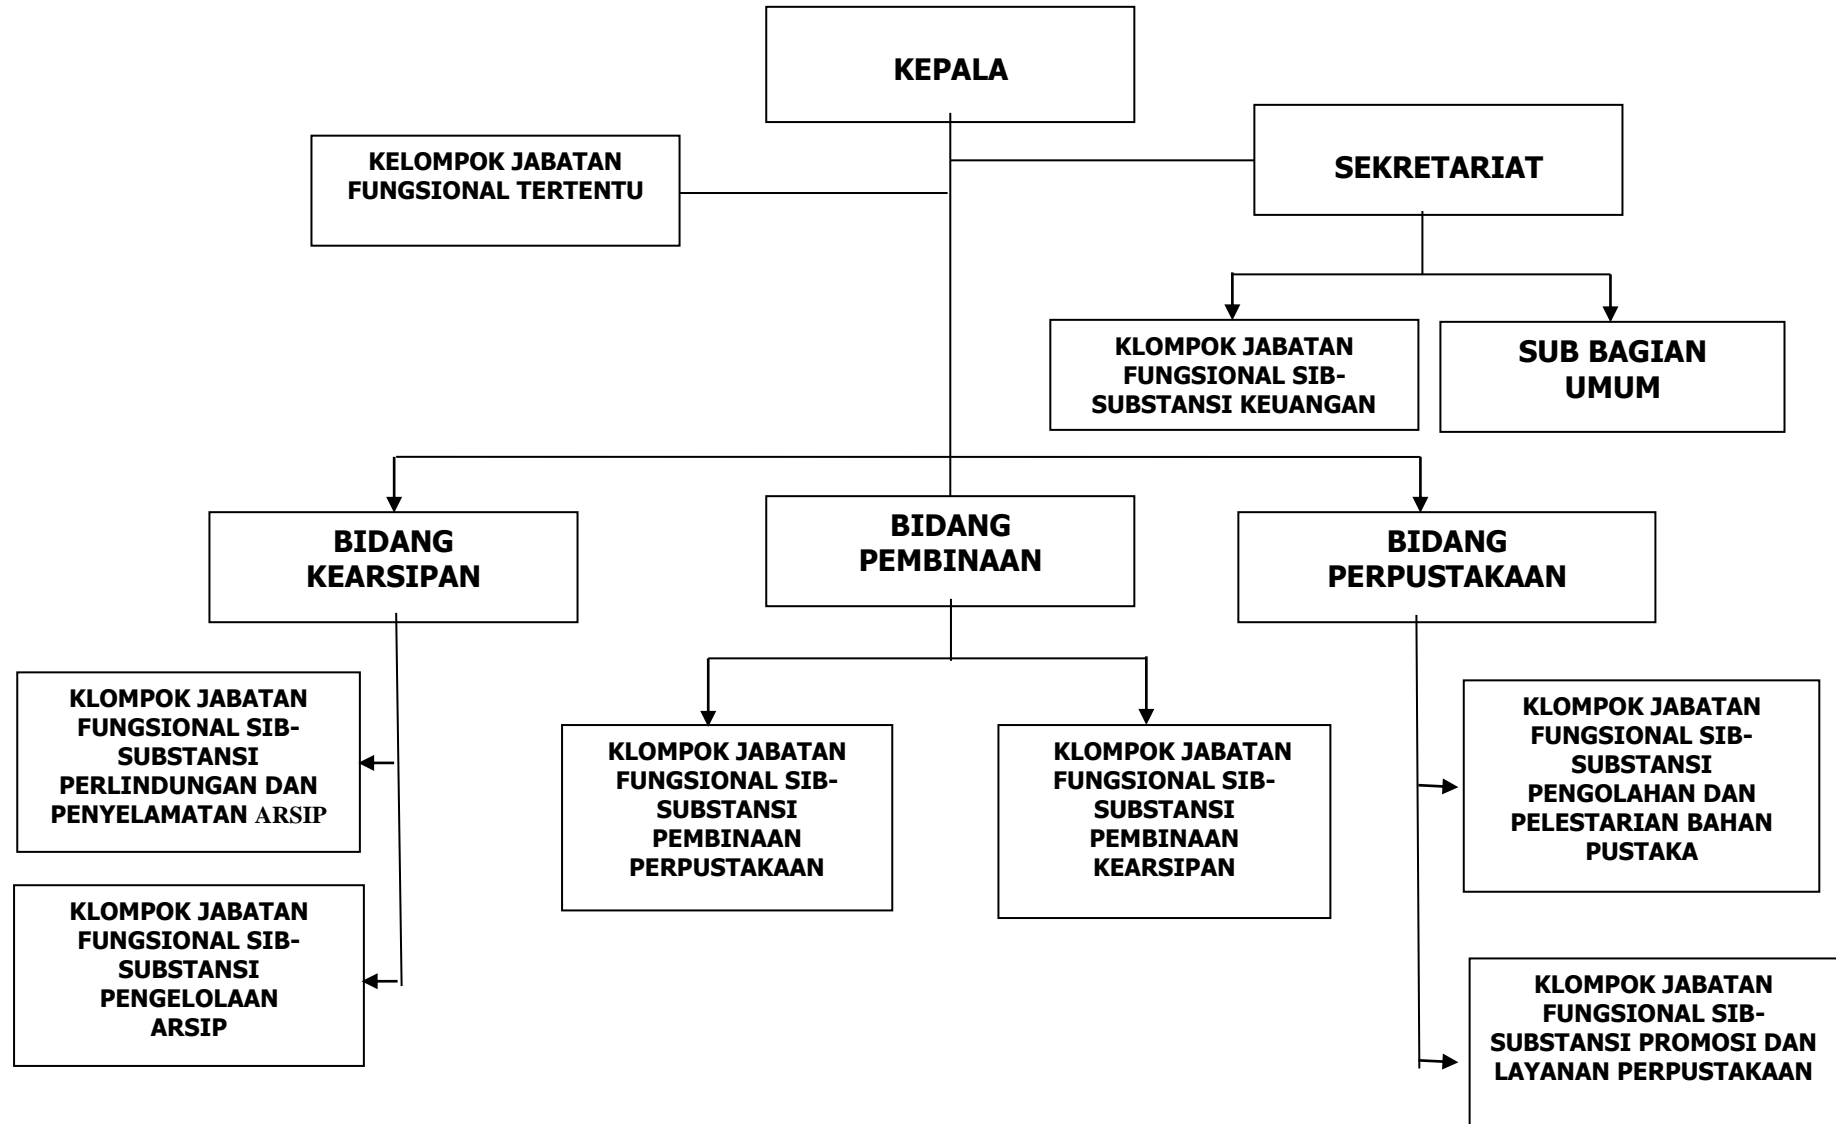 KEPALA
SEKRETARIAT
KELOMPOK JABATAN
FUNGSIONAL TERTENTU
KLOMPOK JABATAN
FUNGSIONAL SIB-
SUBSTANSI KEUANGAN
SUB BAGIAN
UMUM
BIDANG
KEARSIPAN
BIDANG
PEMBINAAN
BIDANG
PERPUSTAKAAN
KLOMPOK JABATAN
FUNGSIONAL SIB-
SUBSTANSI
PERLINDUNGAN DAN
PENYELAMATAN ARSIP
KLOMPOK JABATAN
FUNGSIONAL SIB-
SUBSTANSI
PEMBINAAN
PERPUSTAKAAN
KLOMPOK JABATAN
FUNGSIONAL SIB-
SUBSTANSI
PEMBINAAN
KEARSIPAN
KLOMPOK JABATAN
FUNGSIONAL SIB-
SUBSTANSI
PENGOLAHAN DAN
PELESTARIAN BAHAN
PUSTAKA
KLOMPOK JABATAN
FUNGSIONAL SIB-
SUBSTANSI
PENGELOLAAN
ARSIP
KLOMPOK JABATAN
FUNGSIONAL SIB-
SUBSTANSI PROMOSI DAN
LAYANAN PERPUSTAKAAN